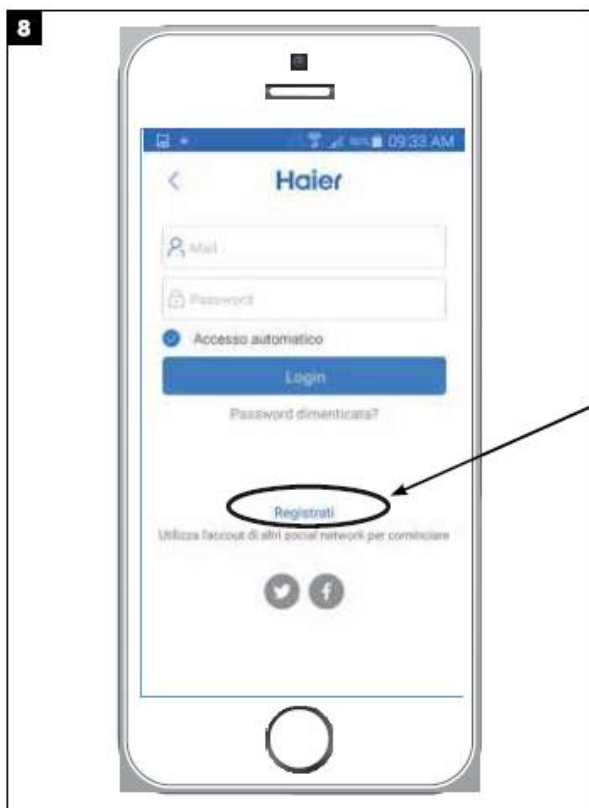 8
09:33 AM
Haier
Mail
Password
Accesso automatico
Login
Password dimenticata?
Registrati
Utilizza l'accout di altri social network per cominciare